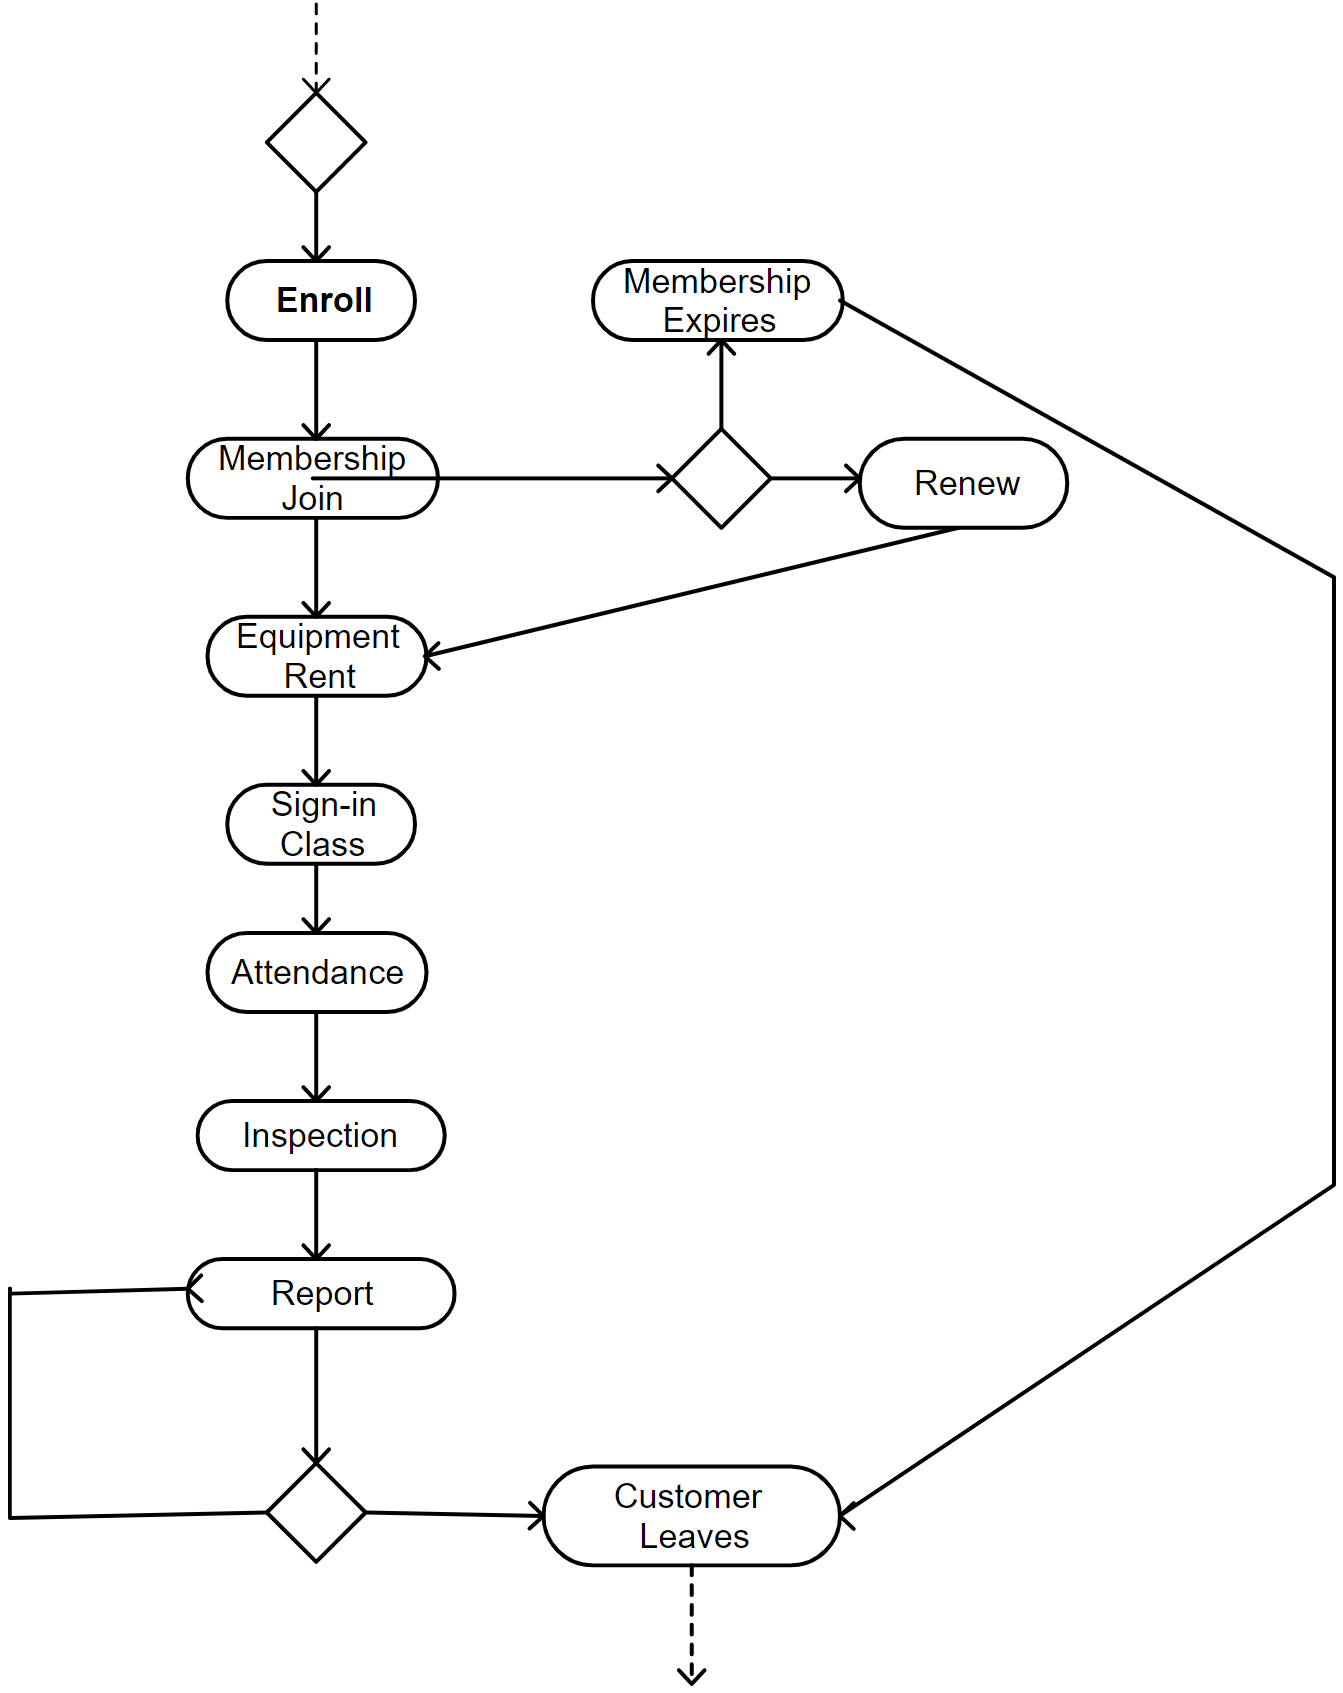 Enroll
Membership
Expires
Membership
Join
Renew
Equipment
Rent
Sign-in
Class
Attendance
Inspection
Report
Customer
Leaves